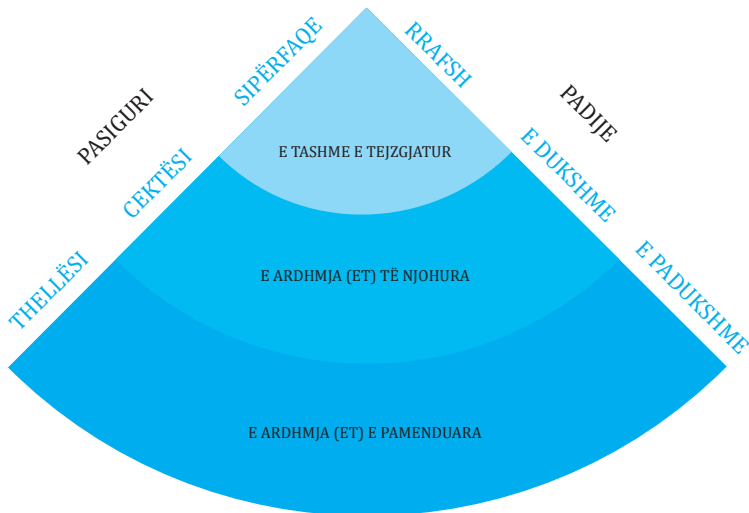 SIPËRFAQE
RRAFSH
PASIGURI
PADIJE
E TASHME E TEJZGJATUR
CEKTËSI
E DUKSHME
E ARDHMJA (ET) TË NJOHURA
THELLËSI
E PADUKSHME
E ARDHMJA (ET) E PAMENDUARA